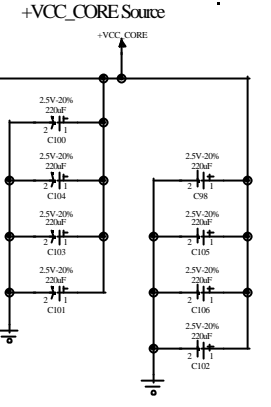 +VCC_CORE Source
+VCC_CORE
2.5V-20%
220uF
2 1
C100
2.5V-20%
220uF
2 1
C104
2.5V-20%
220uF
2 1
C103
2.5V-20%
220uF
2 1
C101
2.5V-20%
220uF
2 1
C98
2.5V-20%
220uF
2 1
C105
2.5V-20%
220uF
2 1
C106
2.5V-20%
220uF
2 1
C102